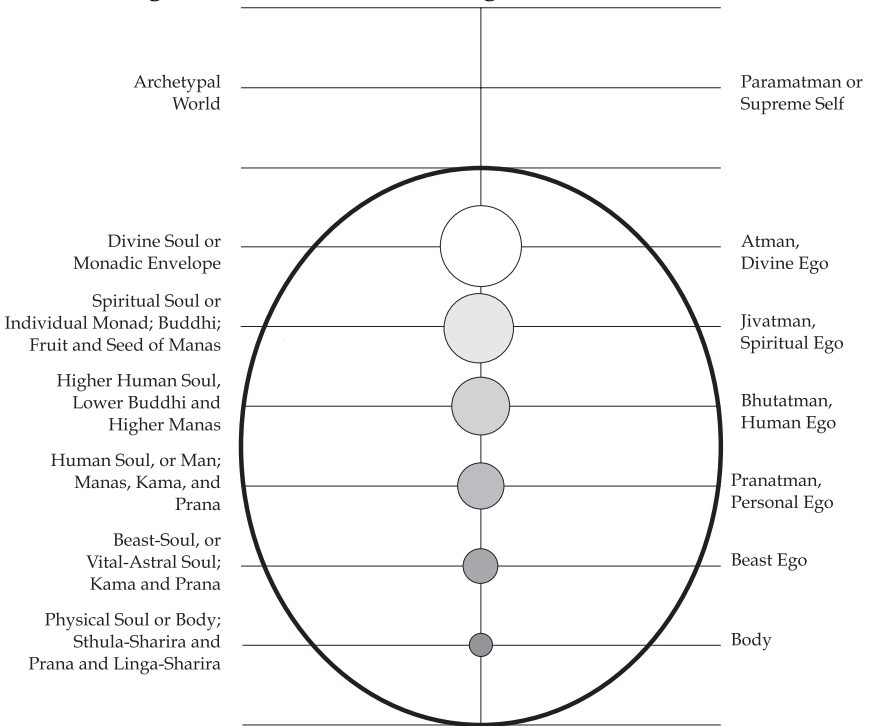 Archetypal
World
Paramatman or
Supreme Self
Divine Soul or
Monadic Envelope
Atman,
Divine Ego
Spiritual Soul or
Individual Monad; Buddhi;
Fruit and Seed of Manas
Jivatman,
Spiritual Ego
Higher Human Soul,
Lower Buddhi and
Higher Manas
Bhutatman,
Human Ego
Human Soul, or Man;
Manas, Kama, and
Prana
Pranatman,
Personal Ego
Beast-Soul, or
Vital-Astral Soul;
Kama and Prana
Beast Ego
Physical Soul or Body;
Sthula-Sharira and
Prana and Linga-Sharira
Body